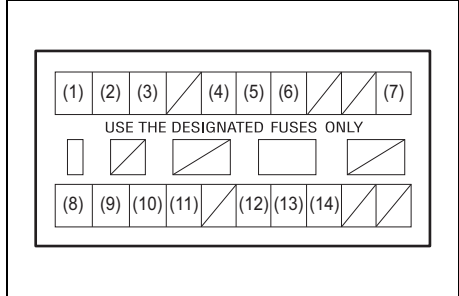 (1) (2) (3) (4) (5) (6) (7)
USE THE DESIGNATED FUSES ONLY
(8) (9) (10) (11) (12) (13) (14)